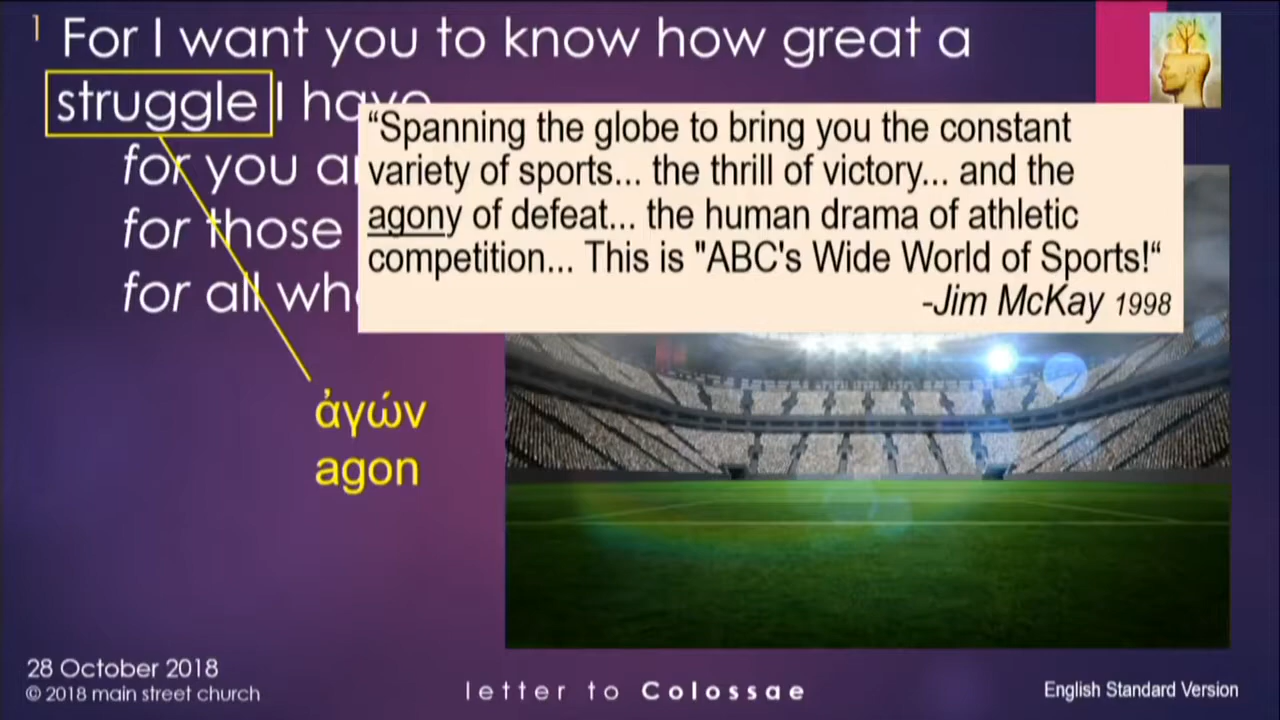 1 For I want you to know how great a
struggle I have
for you
for those
for all
“Spanning the globe to bring you the constant
variety of sports... the thrill of victory... and the
agony of defeat... the human drama of athletic
competition... This is "ABC's Wide World of Sports!“
-Jim McKay 1998
ἀγών
agon
28 October 2018
© 2018 main street church
letter to Colossae
English Standard Version